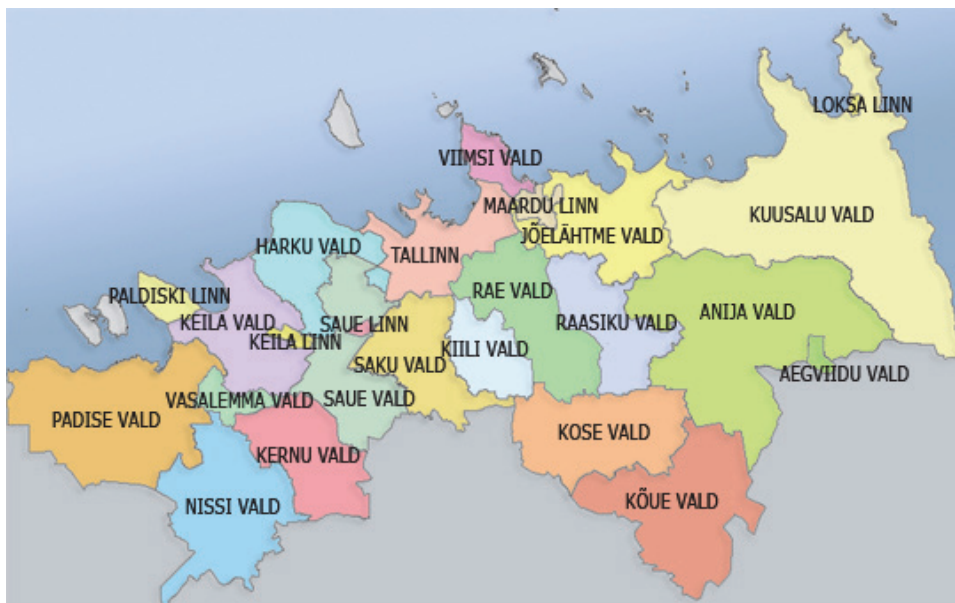 LOKSA LINN
VIIMSI VALD
MAARDU LINN
KUUSALU VALD
JÕELÄHTME VALD
HARKU VALD
TALLINN
PALDISKI LINN
RAE VALD
ANIJA VALD
KEILA VALD
SAUE LINN
RAASIKU VALD
KEILA LINN
KIILI VALD
SAKU VALD
AEGVIIDU VALD
VASALEMMA VALD
SAUE VALD
PADISE VALD
KOSE VALD
KERNU VALD
NISSI VALD
KÕUE VALD